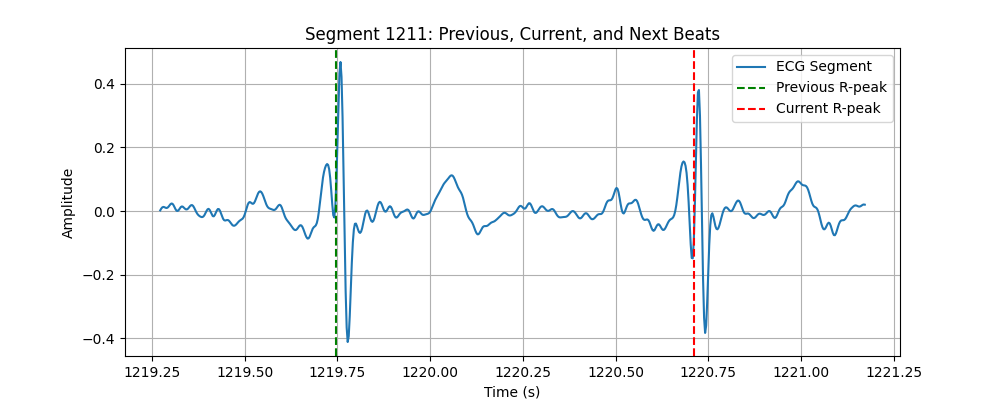 Segment 1211: Previous, Current, and Next Beats
ECG Segment
Previous R-peak
Current R-peak
Amplitude
0.4
0.2
0.0
−0.2
−0.4
1219.25 1219.50 1219.75 1220.00 1220.25 1220.50 1220.75 1221.00 1221.25
Time (s)